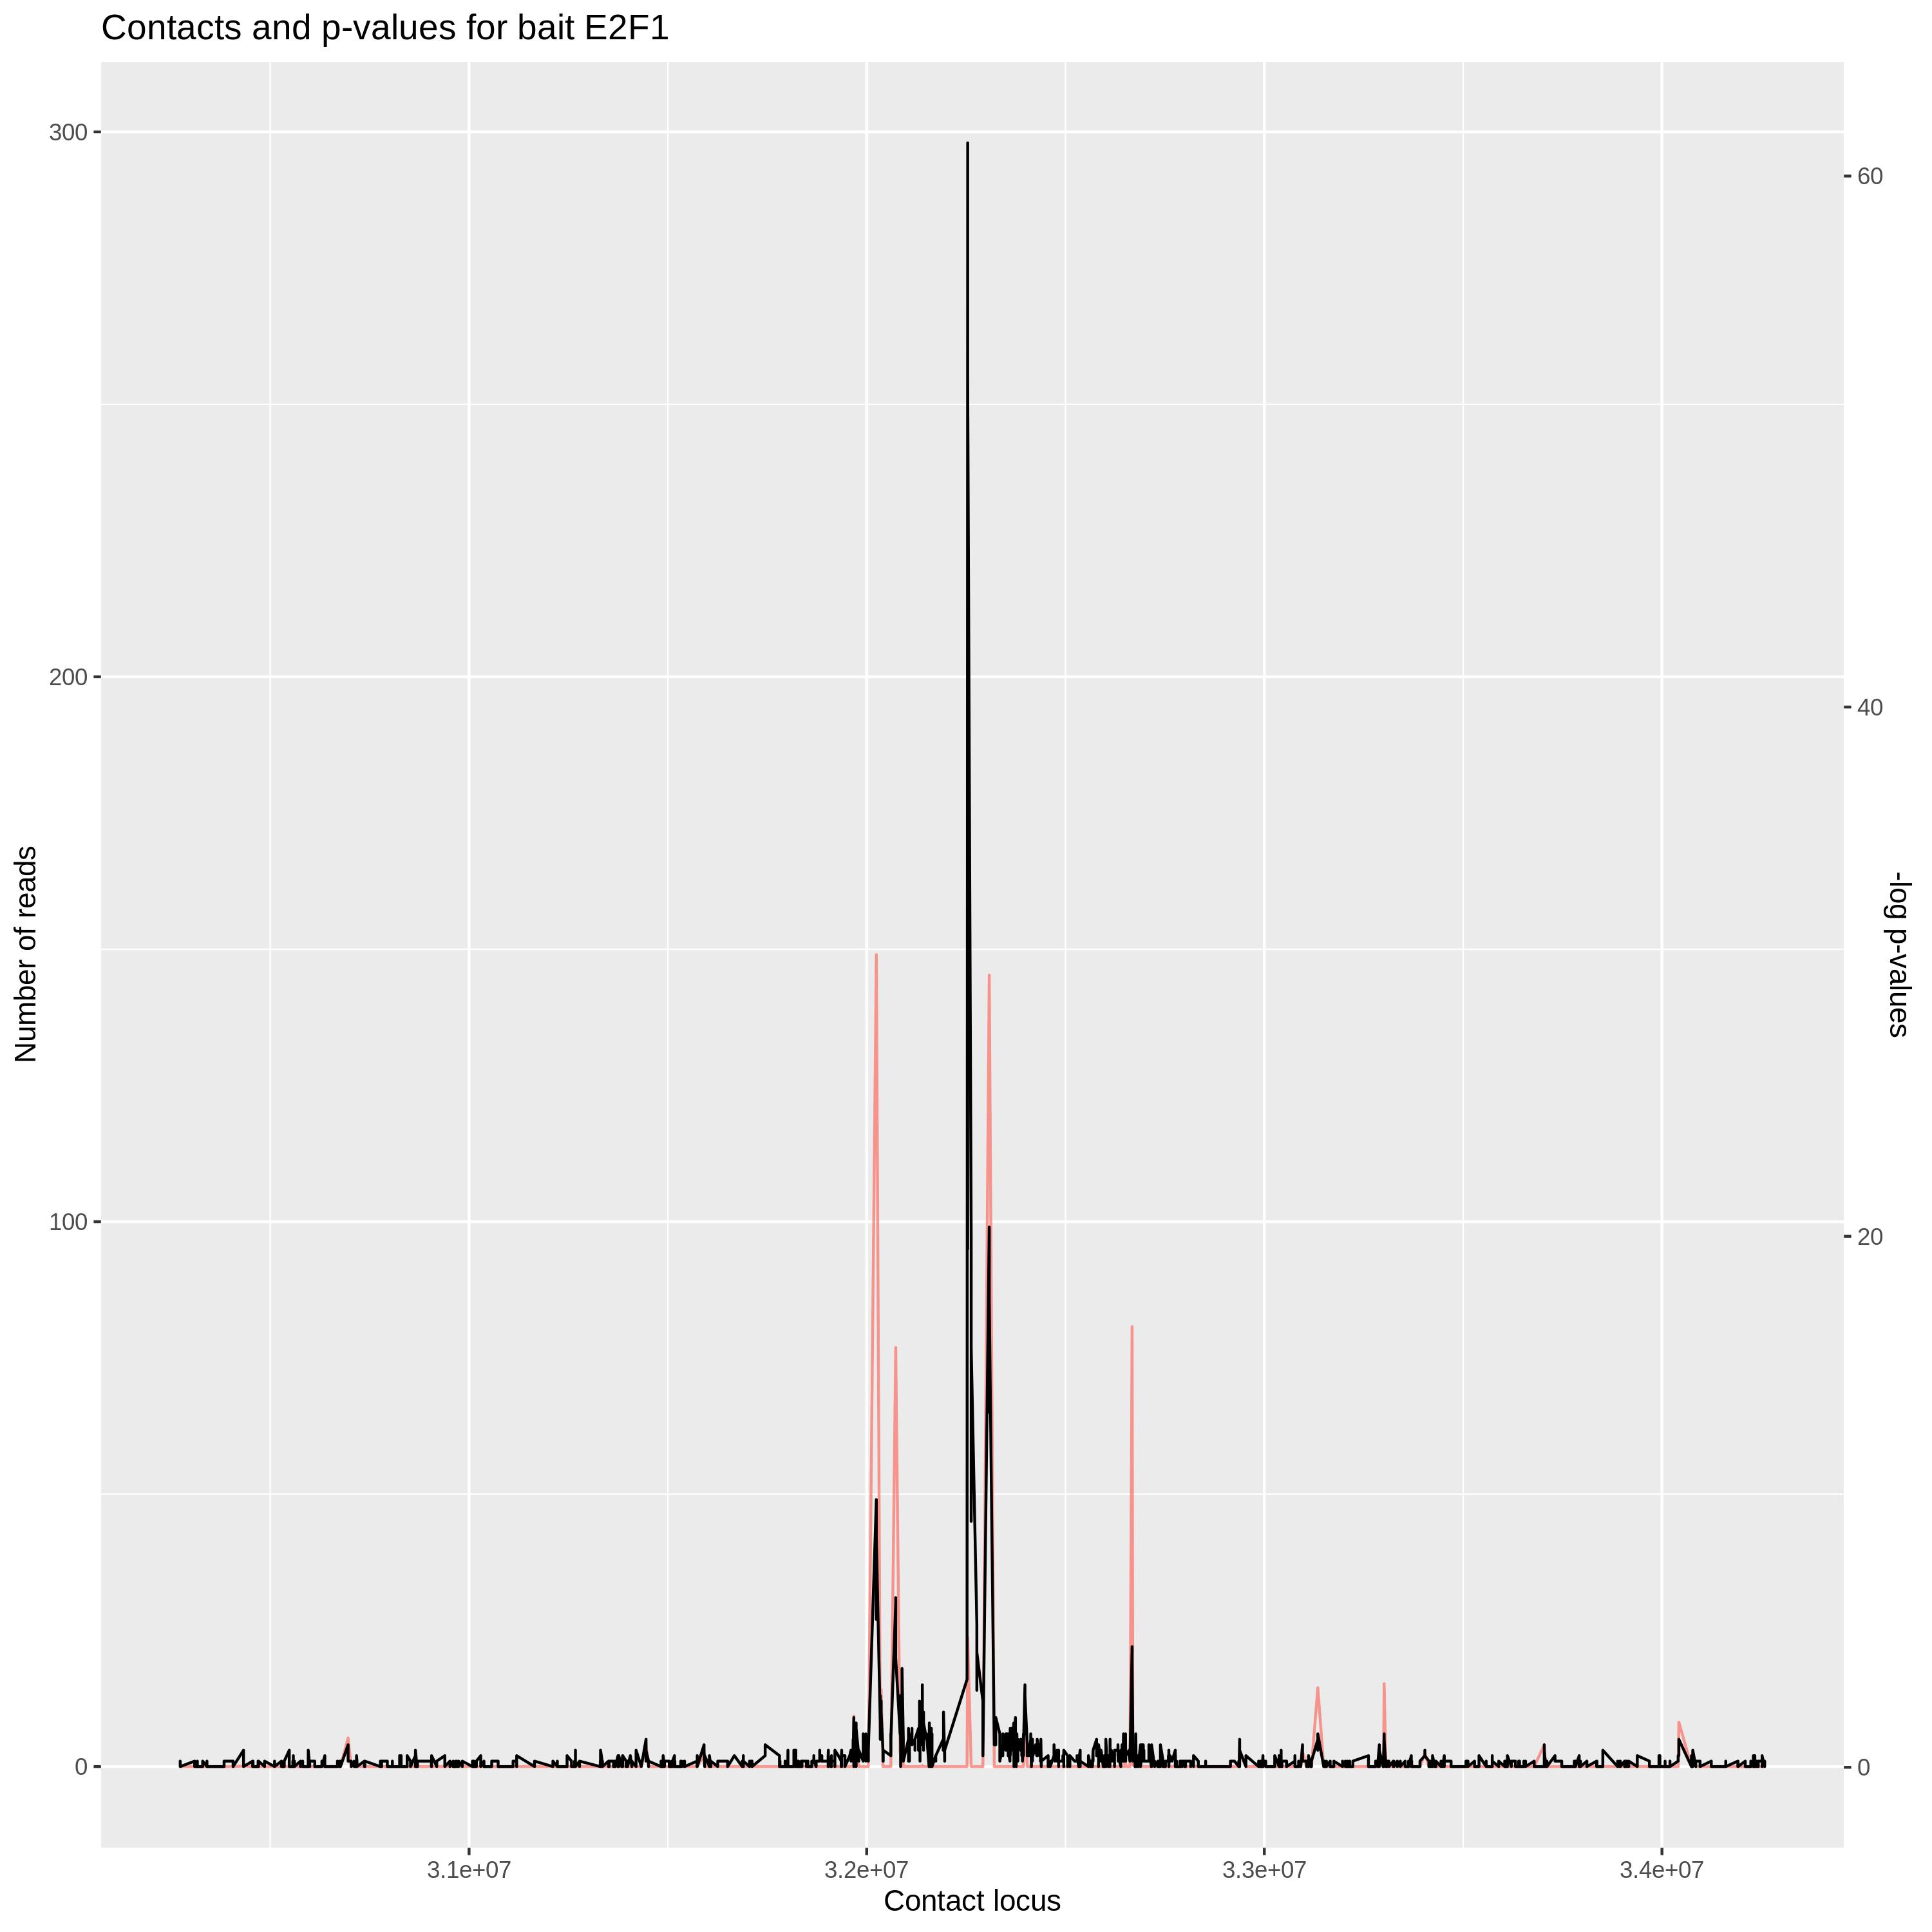 Contacts and p-values for bait E2F1
Number of reads
300
200
100
0
60
40
20
0
-log p-values
3.1e+07
3.2e+07
3.3e+07
3.4e+07
Contact locus